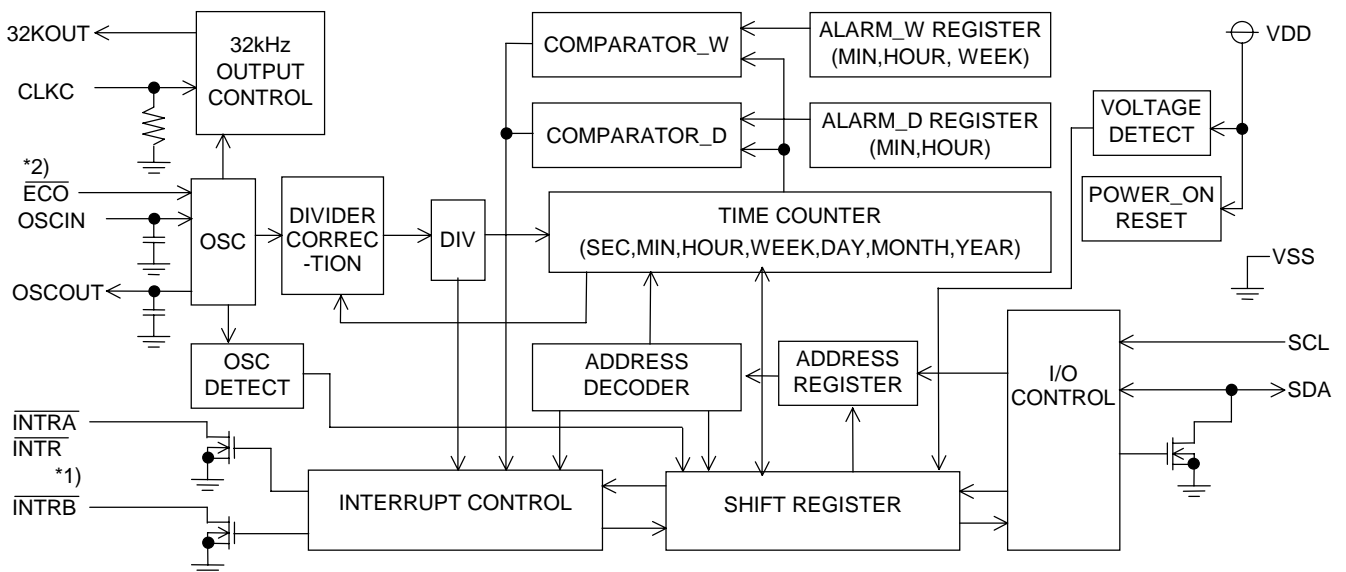 32KOUT
CLKC
*2)
ECO
OSCIN
OSCOUT
INTRA
INTR
*1)
INTRB
32kHz
OUTPUT
CONTROL
OSC
DIVIDER
CORREC
-TION
DIV
OSC
DETECT
COMPARATOR_W
ALARM_W REGISTER
(MIN,HOUR, WEEK)
COMPARATOR_D
ALARM_D REGISTER
(MIN,HOUR)
TIME COUNTER
(SEC,MIN,HOUR,WEEK,DAY,MONTH,YEAR)
ADDRESS
DECODER
ADDRESS
REGISTER
INTERRUPT CONTROL
SHIFT REGISTER
I/O
CONTROL
VOLTAGE
DETECT
POWER_ON
RESET
VDD
VSS
SCL
SDA